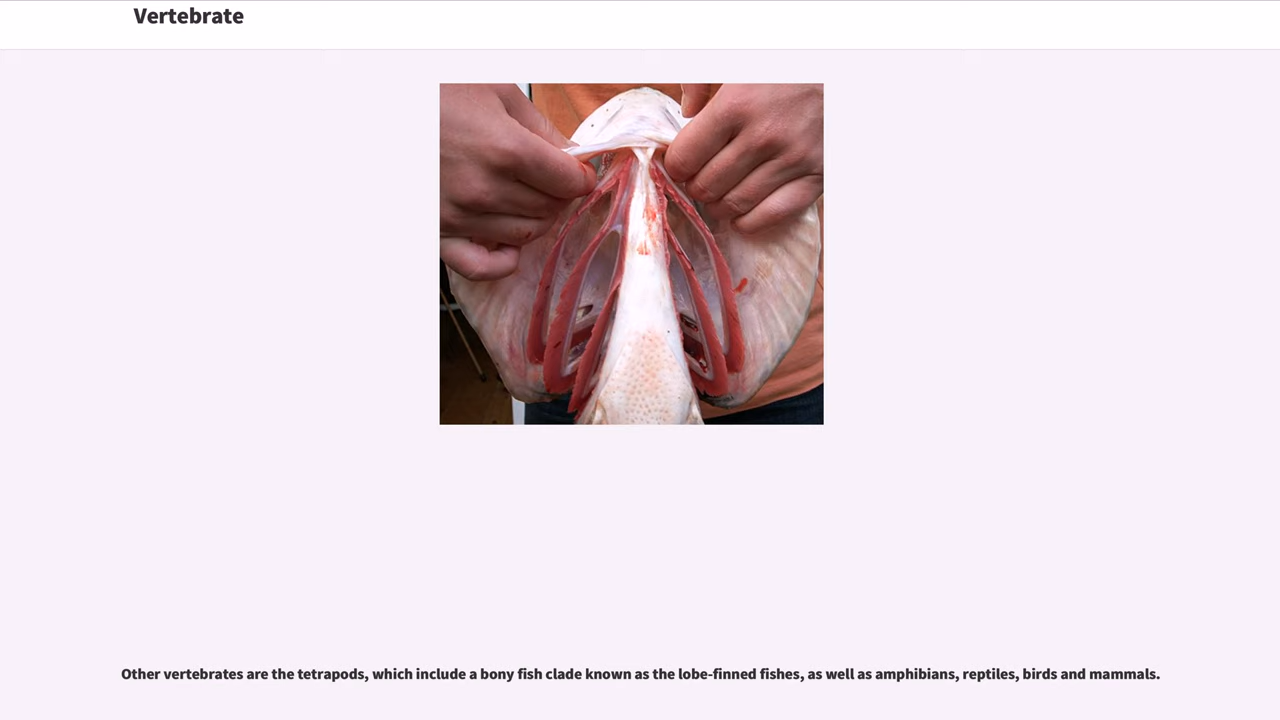 Vertebrate
Other vertebrates are the tetrapods, which include a bony fish clade known as the lobe-finned fishes, as well as amphibians, reptiles, birds and mammals.